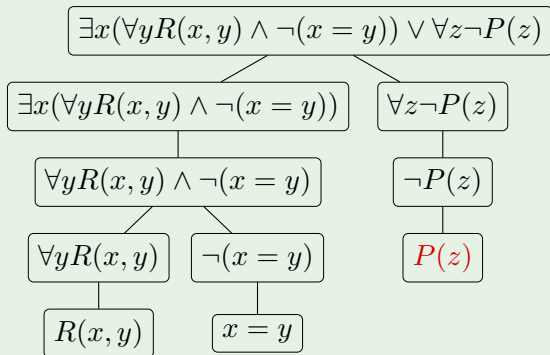 ∃x(∀yR(x, y) ∧ ¬(x = y)) ∨ ∀z¬P(z)
∃x(∀yR(x, y) ∧ ¬(x = y)) ∀z¬P(z)
∀yR(x, y) ∧ ¬(x = y) ¬P(z)
∀yR(x, y) ¬(x = y) P(z)
R(x, y) x = y